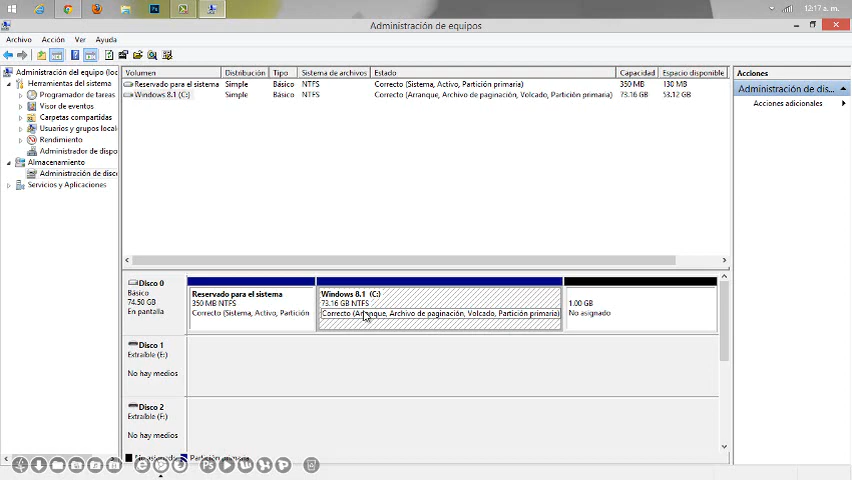 12:17 a. m.
Administración de equipos
Archivo Acción Ver Ayuda
Administración del equipo (loc
Herramientas del sistema
Programador de tareas
Visor de eventos
Carpetas compartidas
Usuarios y grupos locale
Rendimiento
Administrador de dispo
Almacenamiento
Administración de disco
Servicios y Aplicaciones
Volumen Distribución Tipo Sistema de archivos Estado Capacidad Espacio disponible
Reservado para el sistema Simple Básico NTFS Correcto (Sistema, Activo, Partición primaria) 350 MB 130 MB
Windows 8.1 (C:) Simple Básico NTFS Correcto (Arranque, Archivo de paginación, Volcado, Partición primaria) 73.16 GB 53.12 GB
Acciones
Administración de dis...
Acciones adicionales
Disco 0
Básico
74.50 GB
En pantalla
Reservado para el sistema
350 MB NTFS
Correcto (Sistema, Activo, Partición
Windows 8.1 (C:)
73.16 GB NTFS
Correcto (Arranque, Archivo de paginación, Volcado, Partición primaria)
1.00 GB
No asignado
Disco 1
Extraíble (E:)
No hay medios
Disco 2
Extraíble (F:)
No hay medios